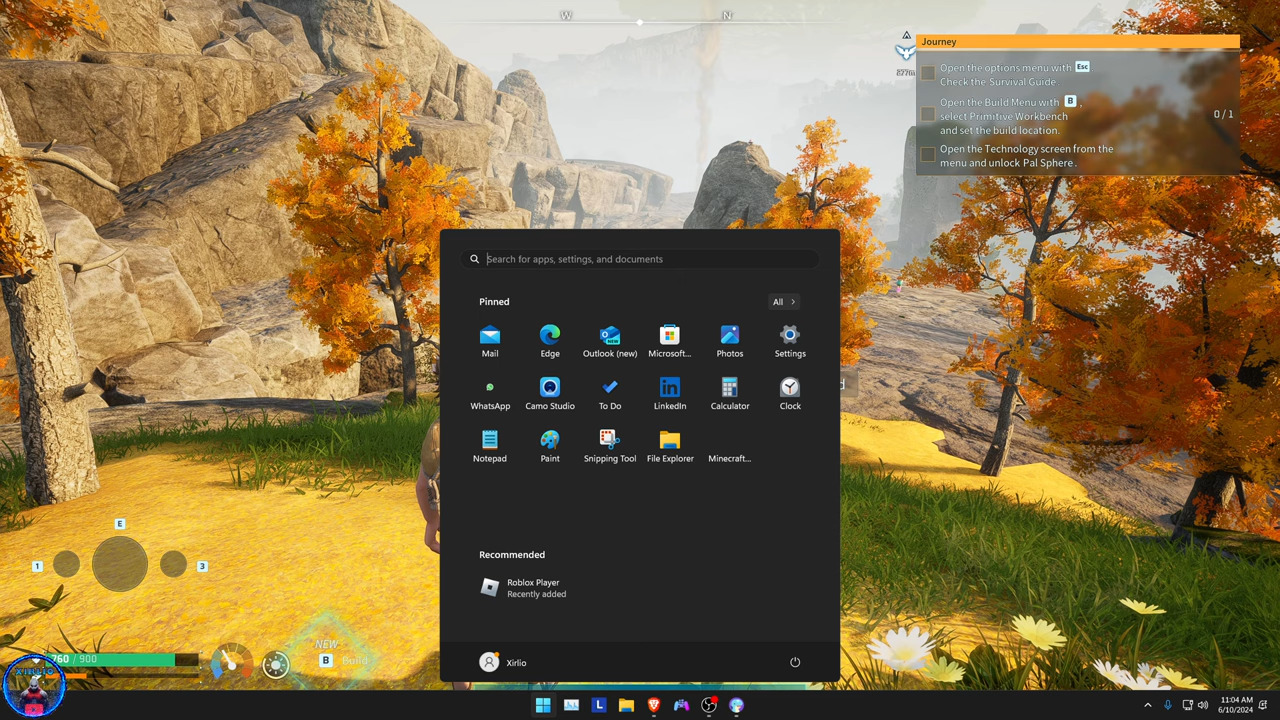 W
N
Journey
Open the options menu with Esc
Check the Survival Guide
Open the Build Menu with B ,
select Primitive Workbench
and set the build location.
0 / 1
Open the Technology screen from the
menu and unlock Pal Sphere .
Search for apps, settings, and documents
Pinned
All
Mail
Edge
Outlook (new)
Microsoft...
Photos
Settings
WhatsApp
Camo Studio
To Do
LinkedIn
Calculator
Clock
Notepad
Paint
Snipping Tool
File Explorer
Minecraft...
E
1
3
Recommended
Roblox Player
Recently added
NEW
B Build
760 / 900
XIRLIO
Xirlio
11:04 AM
6/10/2024